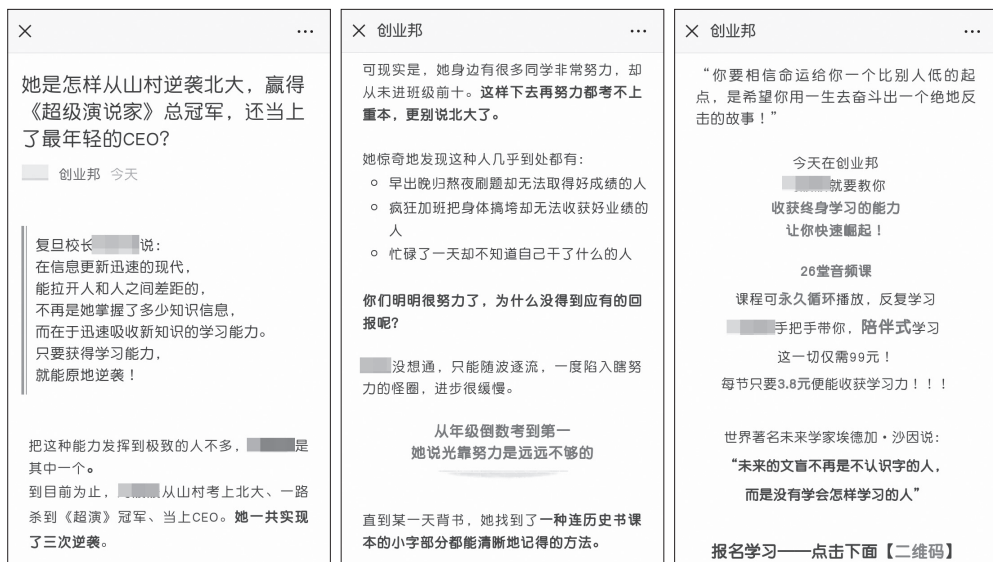 她是怎样从山村逆袭北大，赢得
《超级演说家》总冠军，还当上
了最年轻的CEO?
创业邦 今天
复旦校长 说：
在信息更新迅速的现代，
能拉开人和人之间差距的，
不再是她掌握了多少知识信息，
而在于迅速吸收新知识的学习能力。
只要获得学习能力，
就能原地逆袭！
把这种能力发挥到极致的人不多， 是
其中一个。
到目前为止， 从山村考上北大、一路
杀到《超演》冠军、当上CEO。她一共实现
了三次逆袭。
创业邦
可现实是，她身边有很多同学非常努力，却
从未进班级前十。这样下去再努力都考不上
重本，更别说北大了。
她惊奇地发现这种人几乎到处都有：
早出晚归熬夜刷题却无法取得好成绩的人
疯狂加班把身体搞垮却无法收获好业绩的
人
忙碌了一天却不知道自己干了什么的人
你们明明很努力了，为什么没得到应有的回
报呢？
没想通，只能随波逐流，一度陷入瞎努
力的怪圈，进步很缓慢。
从年级倒数考到第一
她说光靠努力是远远不够的
直到某一天背书，她找到了一种连历史书课
本的小字部分都能清晰地记得的方法。
创业邦
“你要相信命运给你一个比别人低的起
点，是希望你用一生去奋斗出一个绝地反
击的故事！”
今天在创业邦
就要教你
收获终身学习的能力
让你快速崛起！
26堂音频课
课程可永久循环播放，反复学习
手把手带你，陪伴式学习
这一切仅需99元！
每节只要3.8元便能收获学习力！！！
世界著名未来学家埃德加·沙因说：
“未来的文盲不再是不认识字的人，
而是没有学会怎样学习的人”
报名学习——点击下面【二维码】